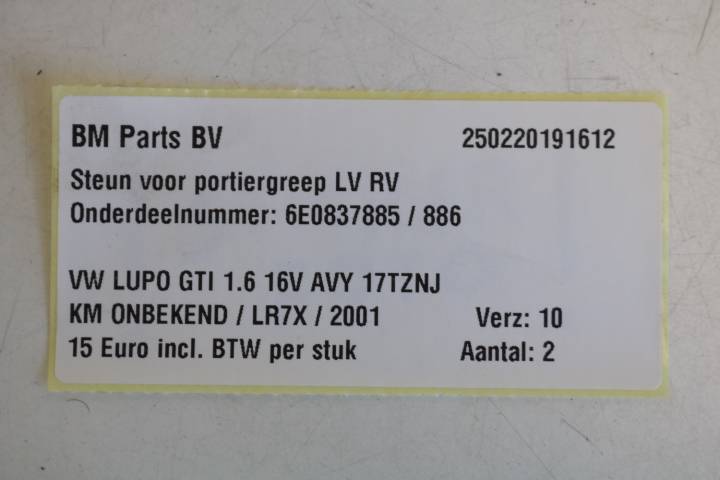 BM Parts BV 250220191612
Steun voor portiergreep LV RV
Onderdeelnummer: 6E0837885 / 886
VW LUPO GTI 1.6 16V AVY 17TZNJ
KM ONBEKEND / LR7X / 2001 Verz: 10
15 Euro incl. BTW per stuk Aantal: 2